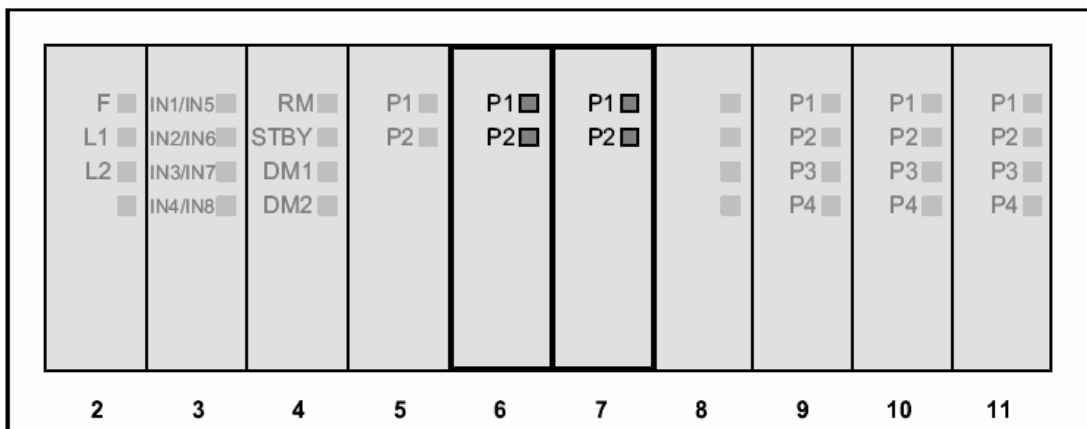 F IN1/IN5 RM P1 P1 P1 P1 P1 P1
L1 IN2/IN6 STBY P2 P2 P2 P2 P2 P2
L2 IN3/IN7 DM1 P3 P3 P3
IN4/IN8 DM2 P4 P4 P4
2 3 4 5 6 7 8 9 10 11